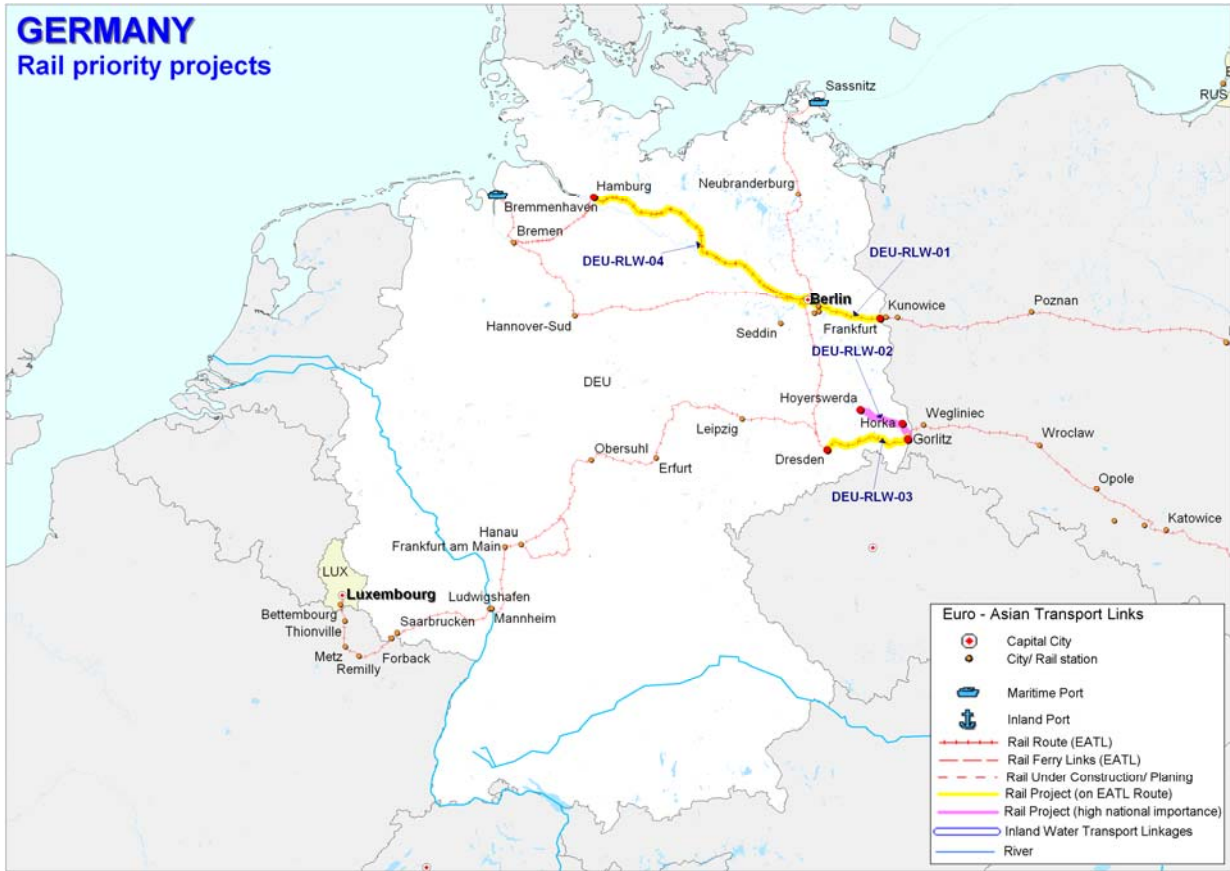 GERMANY
Rail priority projects
Sassnitz
RUS
Hamburg
Neubranderburg
Bremmenhaven
Bremen
DEU-RLW-04
DEU-RLW-01
Berlin
Kunowice
Poznan
Hannover-Sud
Seddin
Frankfurt
DEU-RLW-02
DEU
Hoyerswerda
Horka
Wegliniec
Leipzig
Gorlitz
Wroclaw
Obersuhl
Erfurt
Dresden
DEU-RLW-03
Opole
Katowice
Hanau
Frankfurt am Main
LUX
Luxembourg
Ludwigshafen
Mannheim
Bettembourg
Thionville
Saarbrucken
Metz
Forback
Remilly
Euro - Asian Transport Links
Capital City
City/ Rail station
Maritime Port
Inland Port
Rail Route (EATL)
Rail Ferry Links (EATL)
Rail Under Construction/ Planing
Rail Project (on EATL Route)
Rail Project (high national importance)
Inland Water Transport Linkages
River